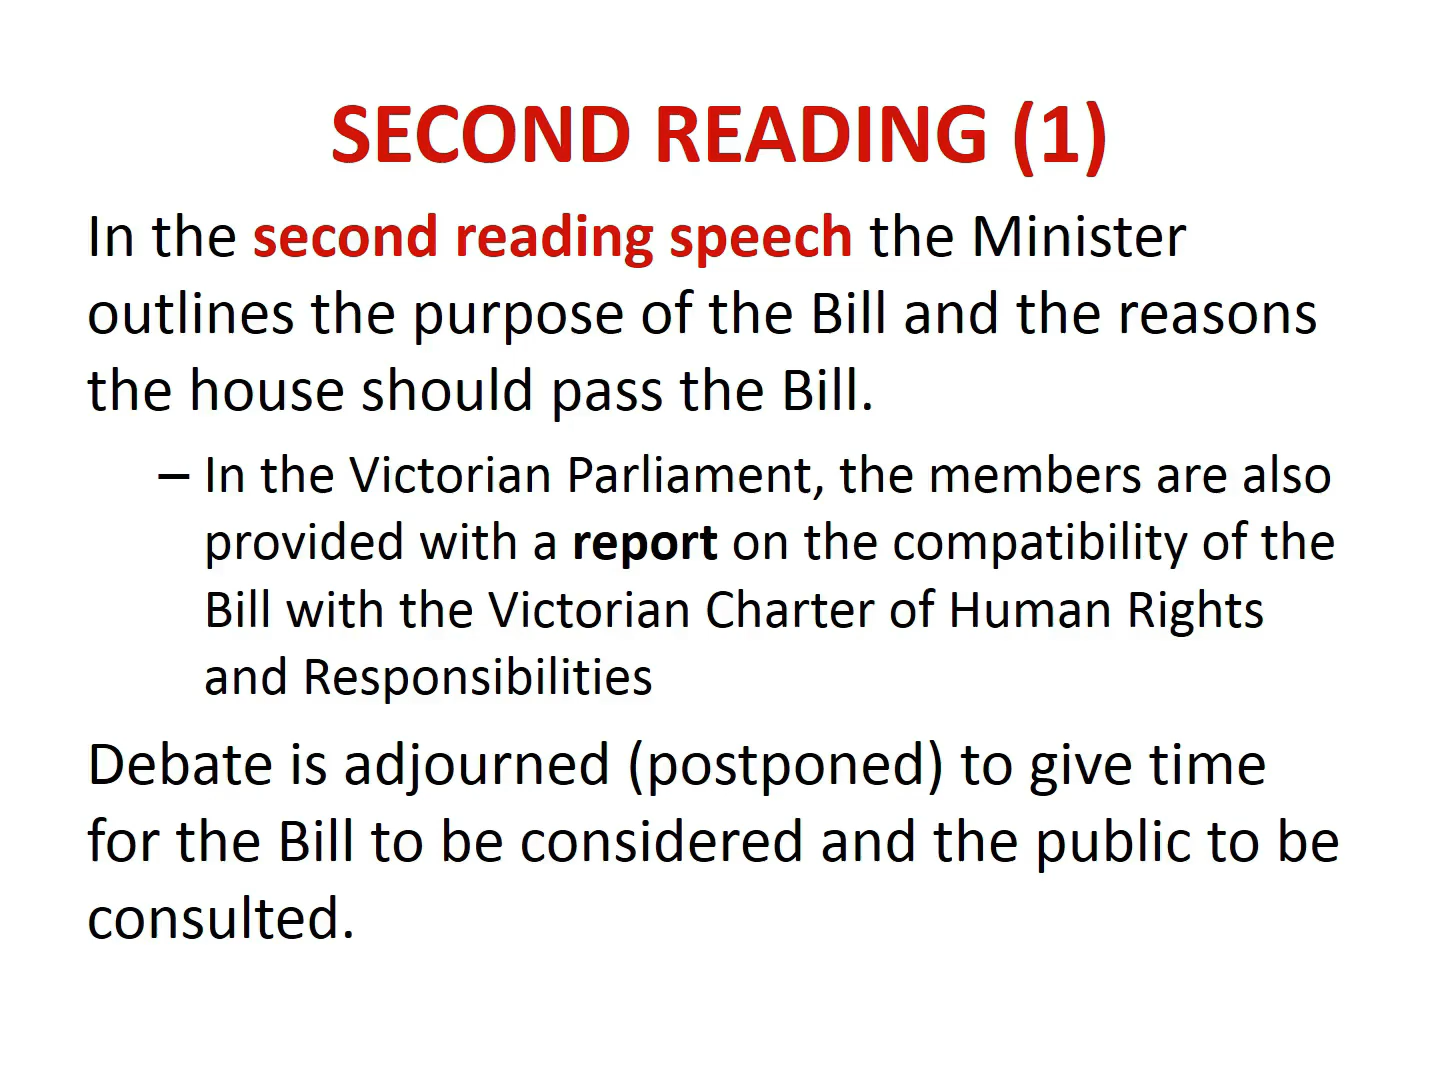 SECOND READING (1)
In the second reading speech the Minister
outlines the purpose of the Bill and the reasons
the house should pass the Bill.
– In the Victorian Parliament, the members are also
provided with a report on the compatibility of the
Bill with the Victorian Charter of Human Rights
and Responsibilities
Debate is adjourned (postponed) to give time
for the Bill to be considered and the public to be
consulted.